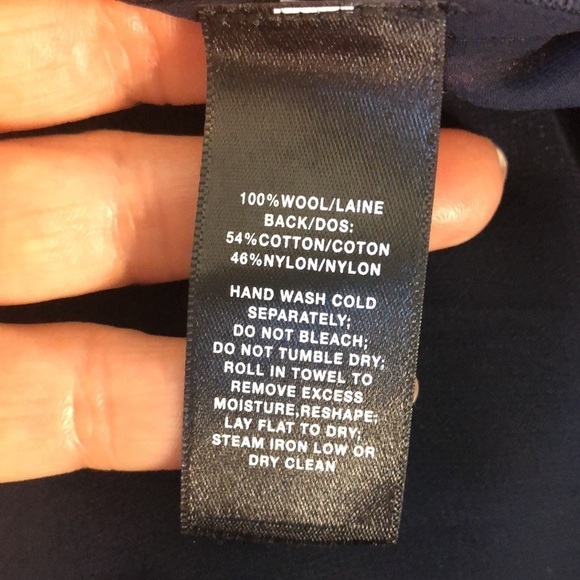 100%WOOL/LAINE
BACK/DOS:
54%COTTON/COTON
46%NYLON/NYLON
HAND WASH COLD
SEPARATELY;
DO NOT BLEACH;
DO NOT TUMBLE DRY;
ROLL IN TOWEL TO
REMOVE EXCESS
MOISTURE,RESHAPE;
LAY FLAT TO DRY;
STEAM IRON LOW OR
DRY CLEAN